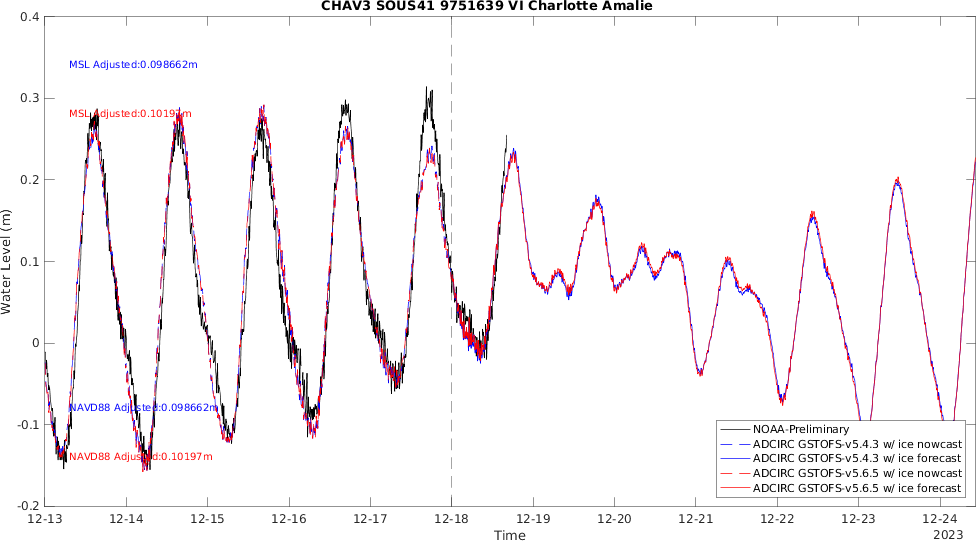 CHAV3 SOUS41 9751639 VI Charlotte Amalie
0.4
0.3
0.2
0.1
0
-0.1
-0.2
Water Level (m)
MSL Adjusted:0.098662m
MSL Adjusted:0.10197m
NAVD88 Adjusted:0.098662m
NAVD88 Adjusted:0.10197m
NOAA-Preliminary
ADCIRC GSTOFS-v5.4.3 w/ ice nowcast
ADCIRC GSTOFS-v5.4.3 w/ ice forecast
ADCIRC GSTOFS-v5.6.5 w/ ice nowcast
ADCIRC GSTOFS-v5.6.5 w/ ice forecast
12-13 12-14 12-15 12-16 12-17 12-18 12-19 12-20 12-21 12-22 12-23 12-24
Time
2023